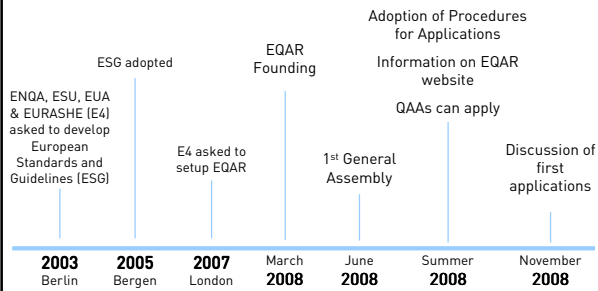 ENQA, ESU, EUA
& EURASHE (E4)
asked to develop
European
Standards and
Guidelines (ESG)
2003
Berlin
ESG adopted
2005
Bergen
E4 asked to
setup EQAR
2007
London
EQAR
Founding
March
2008
1st General
Assembly
June
2008
Adoption of Procedures
for Applications
Information on EQAR
website
QAAs can apply
Summer
2008
Discussion of
first
applications
November
2008